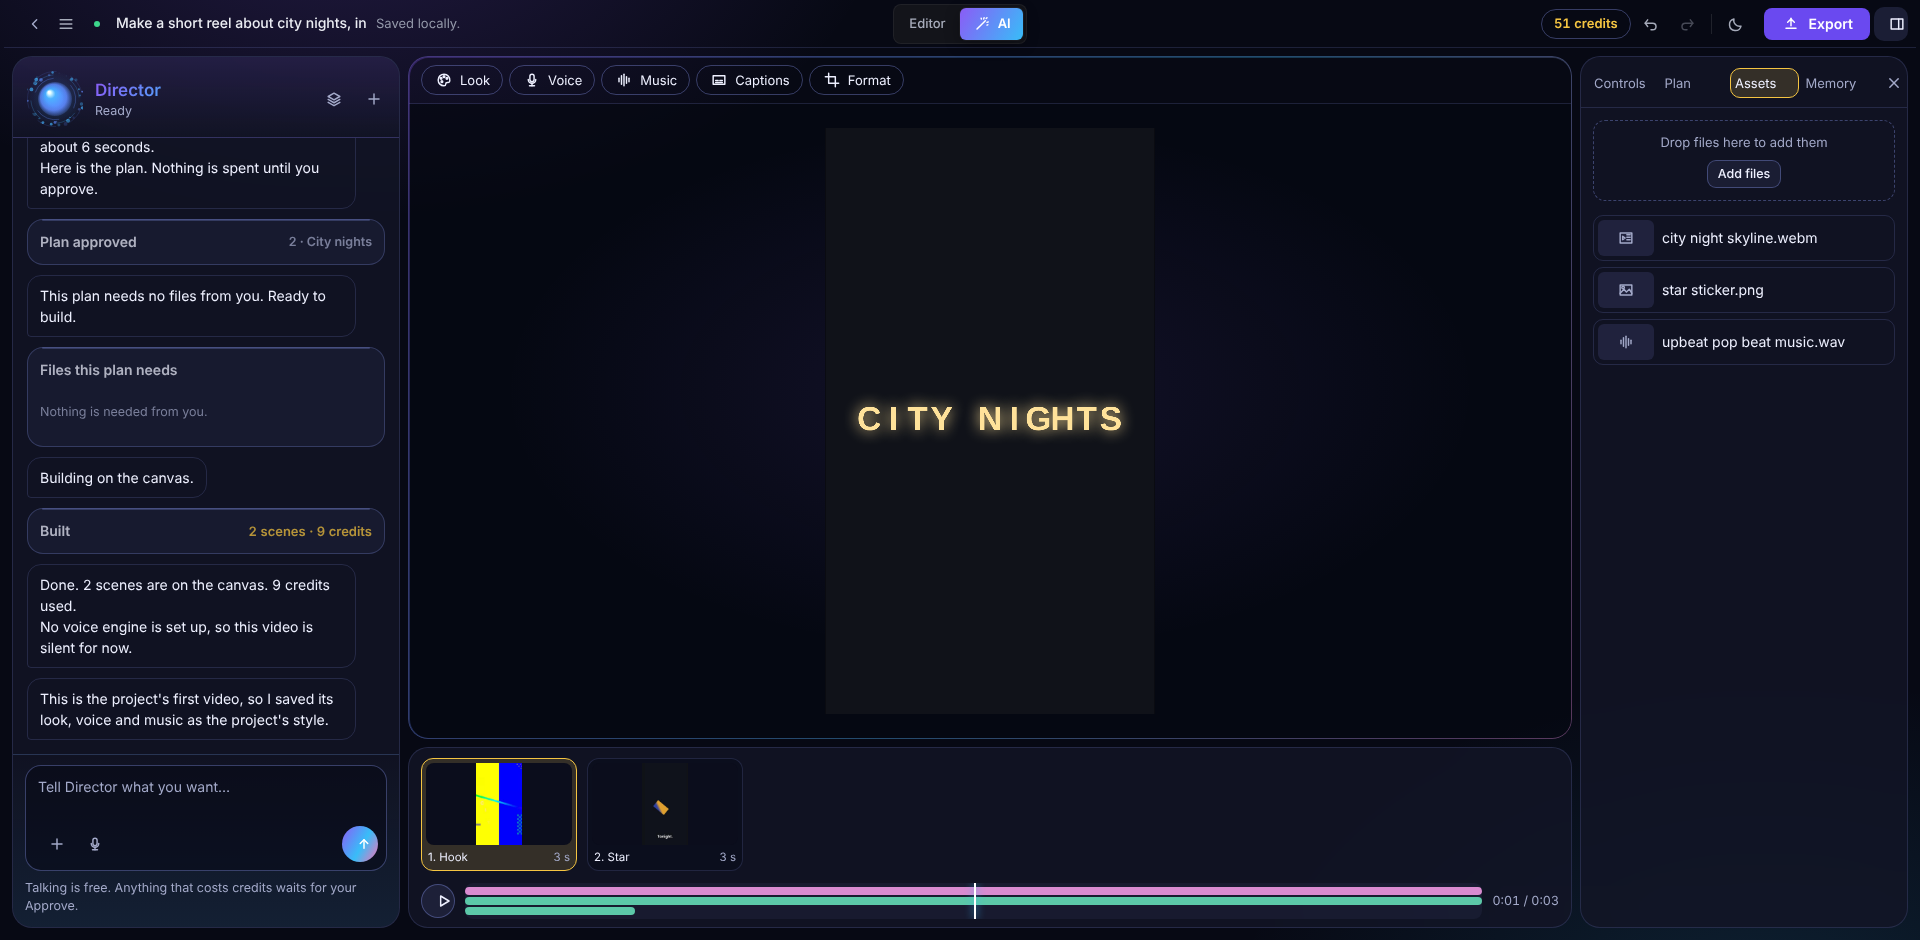 Make a short reel about city nights, in Saved locally.
Editor AI
51 credits
Export
Director
Ready
about 6 seconds.
Here is the plan. Nothing is spent until you
approve.
Plan approved 2 · City nights
This plan needs no files from you. Ready to
build.
Files this plan needs
Nothing is needed from you.
Building on the canvas.
Built 2 scenes · 9 credits
Done. 2 scenes are on the canvas. 9 credits
used.
No voice engine is set up, so this video is
silent for now.
This is the project's first video, so I saved its
look, voice and music as the project's style.
Tell Director what you want...
Talking is free. Anything that costs credits waits for your
Approve.
Look Voice Music Captions Format
CITY NIGHTS
Tonight.
1. Hook 3 s
2. Star 3 s
0:01 / 0:03
Controls Plan Assets Memory
Drop files here to add them
Add files
city night skyline.webm
star sticker.png
upbeat pop beat music.wav